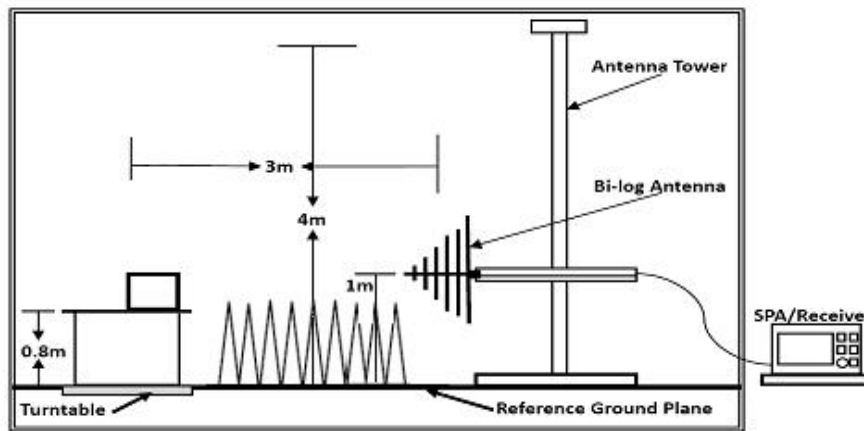 Antenna Tower
3m
Bi-log Antenna
4m
1m
SPA/Receive
0.8m
Turntable
Reference Ground Plane